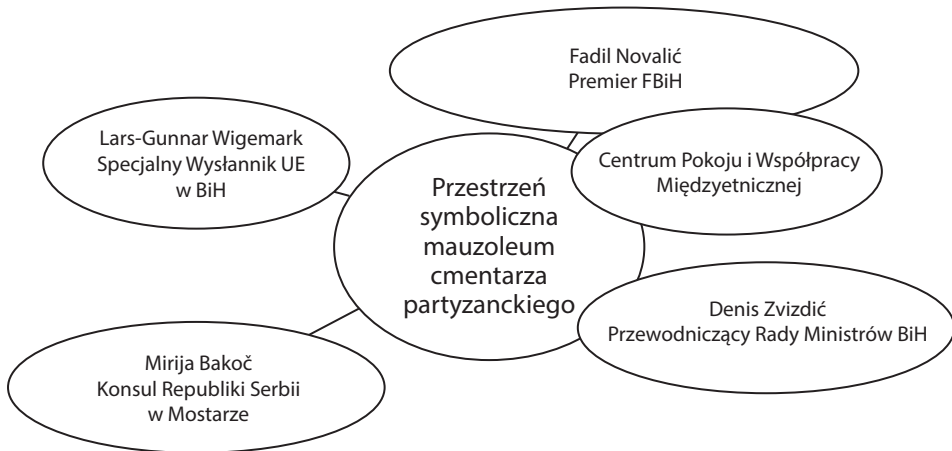 Fadil Novalić
Premier FBiH
Lars-Gunnar Wigemark
Specjalny Wysłannik UE
w BiH
Centrum Pokoju i Współpracy
Międzyetnicznej
Przestrzeń
symboliczna
mauzoleum
cmentarza
partyzanckiego
Denis Zvizdić
Przewodniczący Rady Ministrów BiH
Mirija Bakoč
Konsul Republiki Serbii
w Mostarze